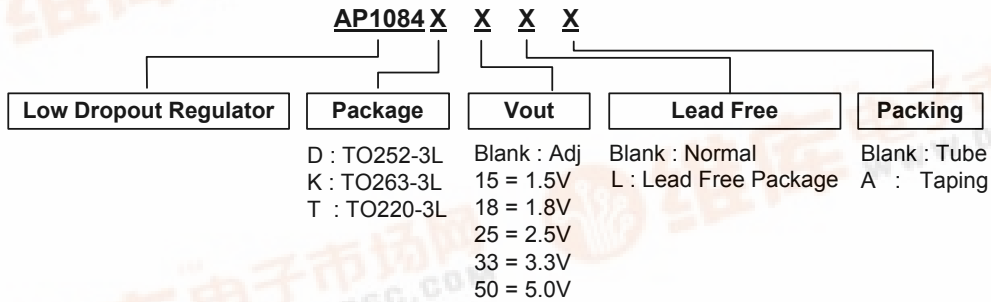 AP1084 X X X X
Low Dropout Regulator Package Vout Lead Free Packing
D : TO252-3L Blank : Adj Blank : Normal Blank : Tube
K : TO263-3L 15 = 1.5V L : Lead Free Package A : Taping
T : TO220-3L 18 = 1.8V
25 = 2.5V
33 = 3.3V
50 = 5.0V